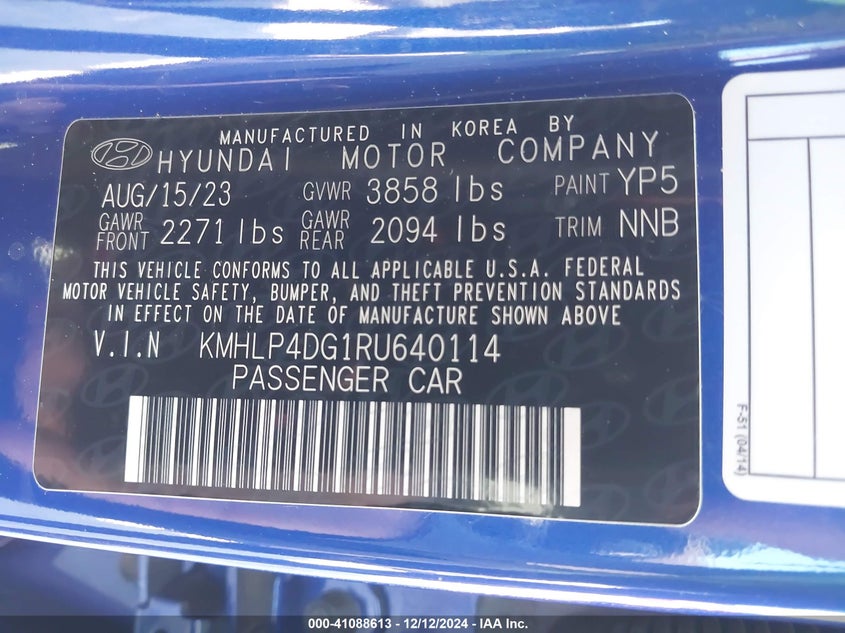 MANUFACTURED IN KOREA BY
HYUNDAI MOTOR COMPANY
AUG/15/23 GVWR 3858 lbs PAINT YP5
GAWR FRONT 2271 lbs GAWR REAR 2094 lbs TRIM NNB
THIS VEHICLE CONFORMS TO ALL APPLICABLE U.S.A. FEDERAL
MOTOR VEHICLE SAFETY, BUMPER, AND THEFT PREVENTION STANDARDS
IN EFFECT ON THE DATE OF MANUFACTURE SHOWN ABOVE
V.I.N KMHLP4DG1RU640114
PASSENGER CAR
F-51 (04/14)
000-41088613 - 12/12/2024 - IAA Inc.